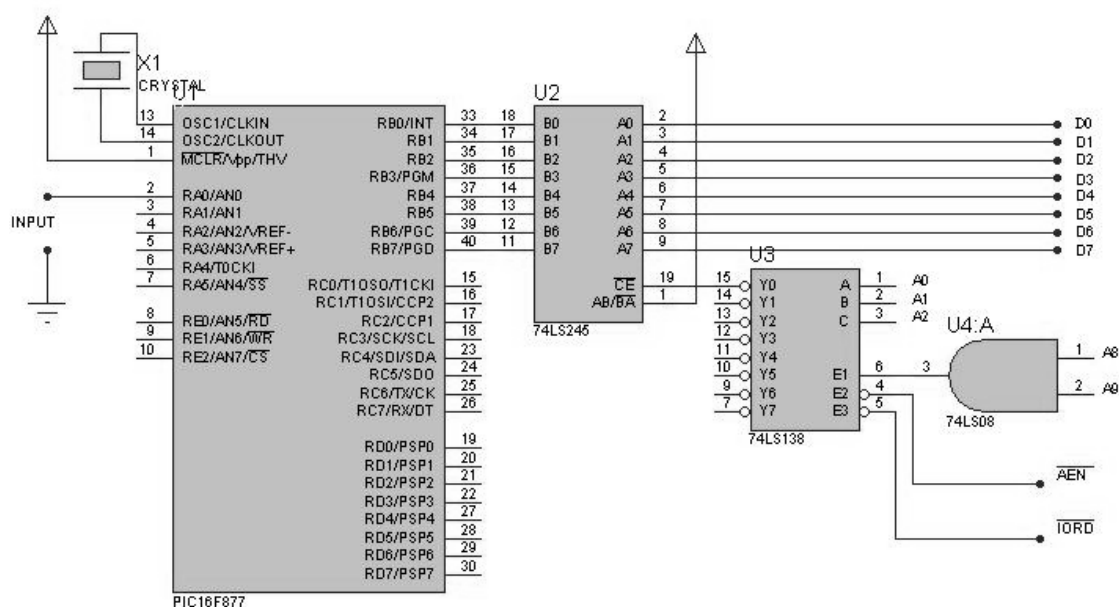 X1
CRYSTAL
U1
13 OSC1/CLKIN
14 OSC2/CLKOUT
1 MCLR/Vpp/THV
2 RA0/AN0
3 RA1/AN1
4 RA2/AN2/VREF-
5 RA3/AN3/VREF+
6 RA4/T0CKI
7 RA5/AN4/SS
8 RE0/AN5/RD
9 RE1/AN6/WR
10 RE2/AN7/CS
RB0/INT 33
RB1 34
RB2 35
RB3/PGM 36
RB4 37
RB5 38
RB6/PGC 39
RB7/PGD 40
RC0/T1OSO/T1CKI 15
RC1/T1OSI/CCP2 16
RC2/CCP1 17
RC3/SCK/SCL 18
RC4/SDI/SDA 23
RC5/SDO 24
RC6/TX/CK 25
RC7/RX/DT 26
RD0/PSP0 19
RD1/PSP1 20
RD2/PSP2 21
RD3/PSP3 22
RD4/PSP4 27
RD5/PSP5 28
RD6/PSP6 29
RD7/PSP7 30
PIC16F877
INPUT
U2
18 B0 A0 2 D0
17 B1 A1 3 D1
16 B2 A2 4 D2
15 B3 A3 5 D3
14 B4 A4 6 D4
13 B5 A5 7 D5
12 B6 A6 8 D6
11 B7 A7 9 D7
CE 19
AB/BA 1
74LS245
U3
15 Y0 A 1 A0
14 Y1 B 2 A1
13 Y2 C 3 A2
12 Y3
11 Y4
10 Y5 E1 6
9 Y6 E2 4
7 Y7 E3 5
74LS138
U4:A
3
1 A8
2 A9
74LS08
AEN
IORD